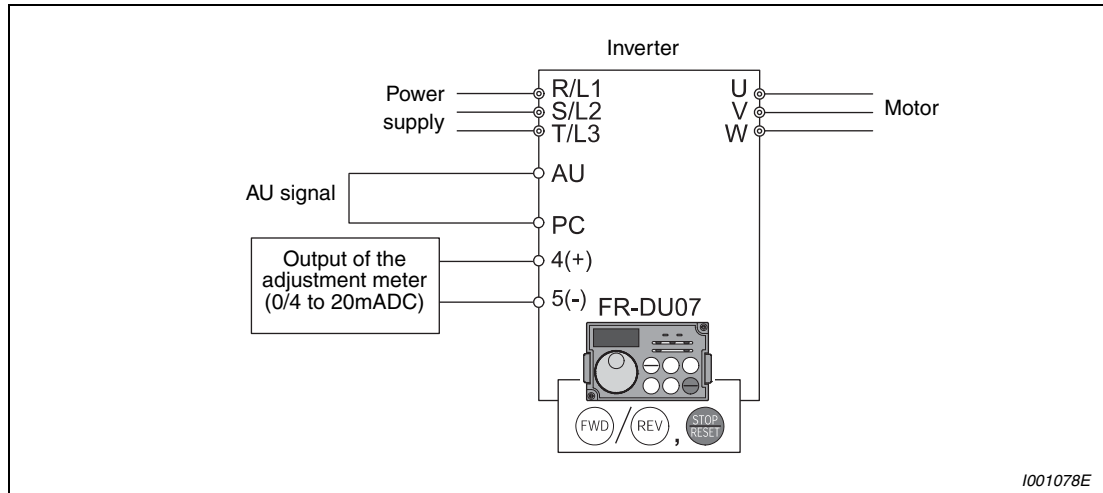 Inverter
Power
supply
R/L1
S/L2
T/L3
U
V
W
Motor
AU signal
AU
PC
Output of the
adjustment meter
(0/4 to 20mADC)
4(+)
5(-)
FR-DU07
FWD / REV , STOP
RESET
I001078E